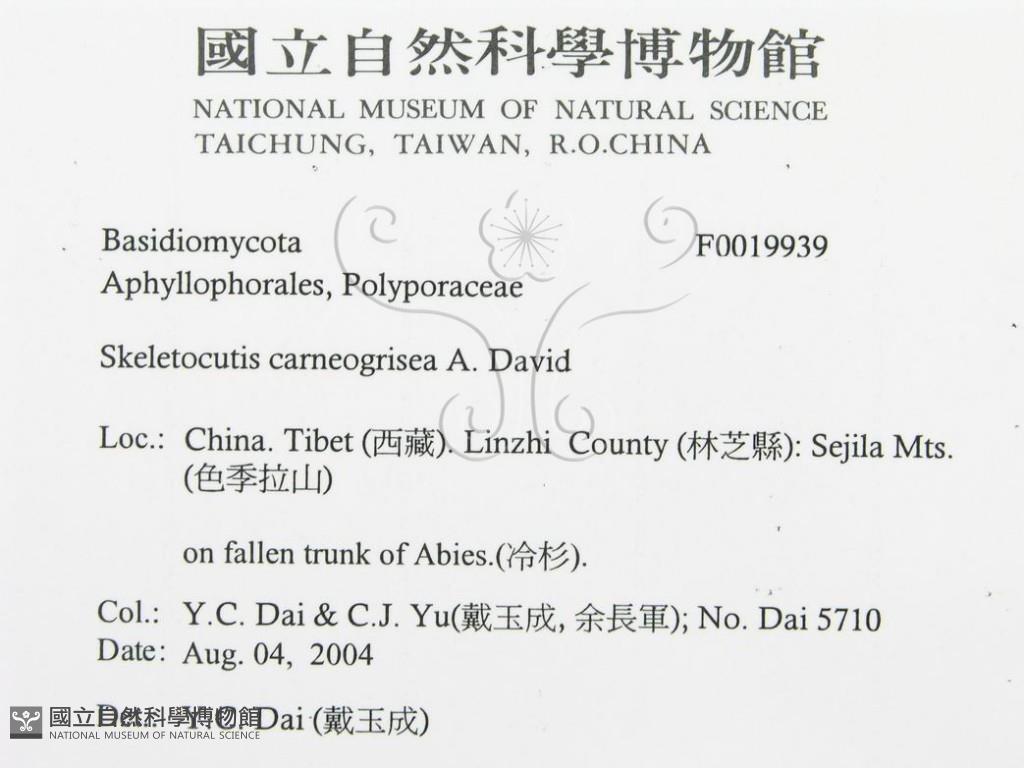 國立自然科學博物館
NATIONAL MUSEUM OF NATURAL SCIENCE
TAICHUNG, TAIWAN, R.O.CHINA
Basidiomycota F0019939
Aphyllophorales, Polyporaceae
Skeletocutis carneogrisea A. David
Loc.: China. Tibet (西藏). Linzhi County (林芝縣): Sejila Mts.
(色季拉山)
on fallen trunk of Abies.(冷杉).
Col.: Y.C. Dai & C.J. Yu(戴玉成, 余長軍); No. Dai 5710
Date: Aug. 04, 2004
Det.: Y.C. Dai (戴玉成)
國立自然科學博物館
NATIONAL MUSEUM OF NATURAL SCIENCE